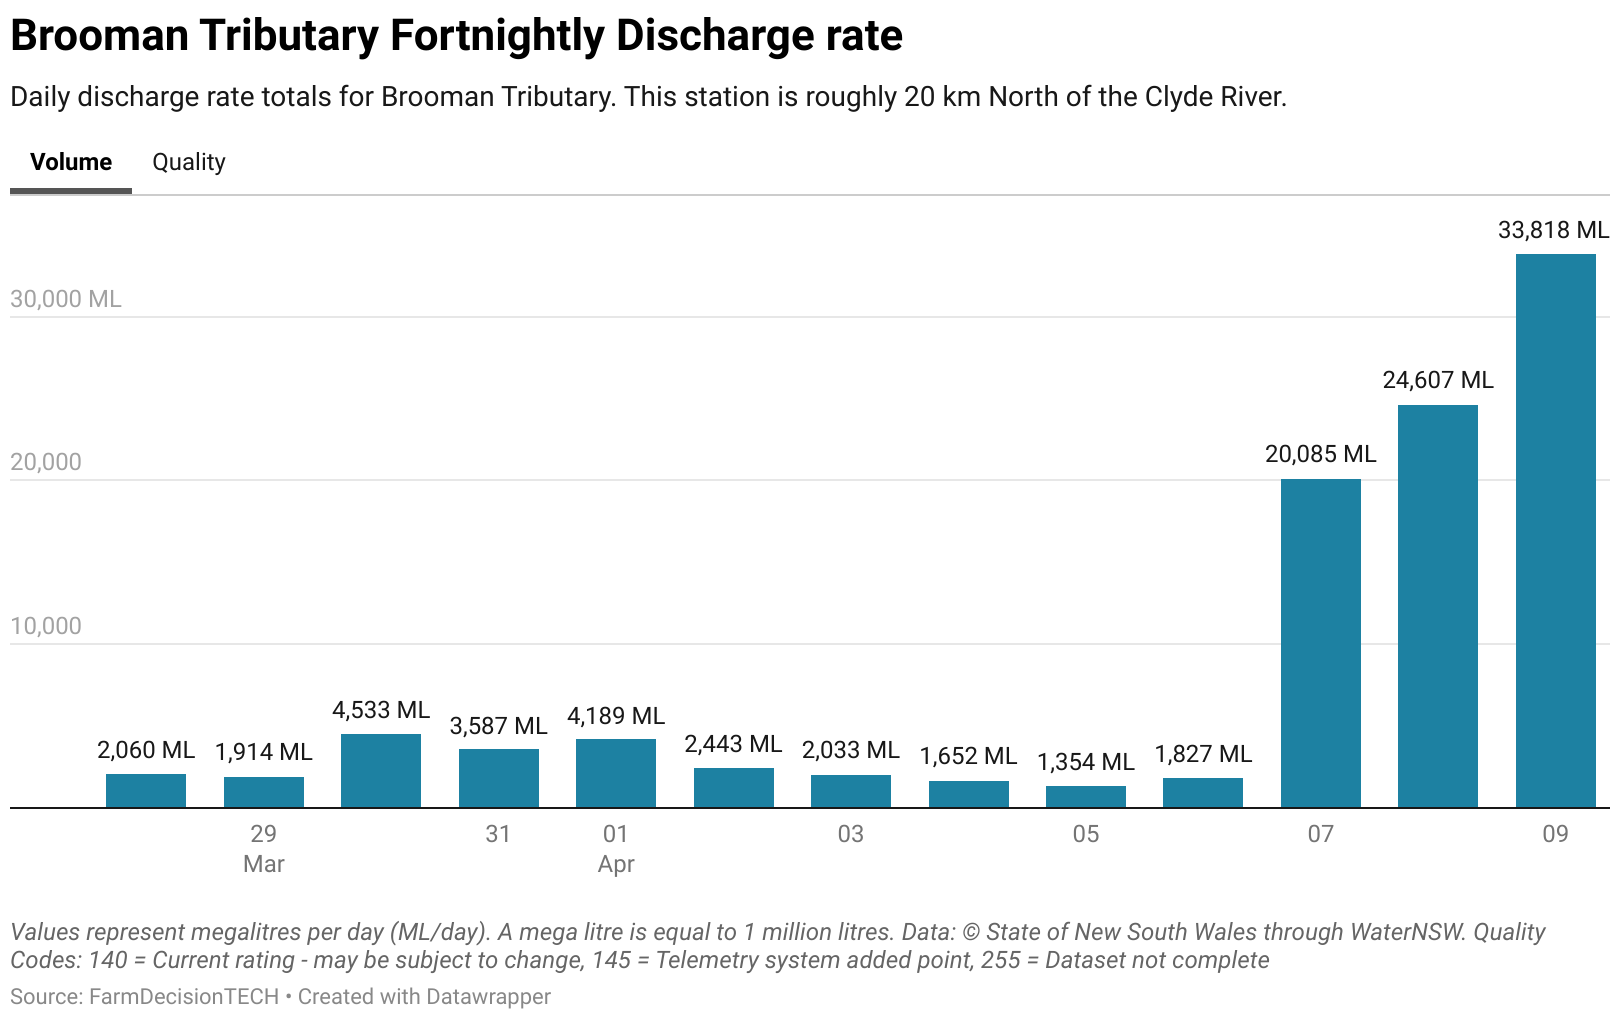 Brooman Tributary Fortnightly Discharge rate
Daily discharge rate totals for Brooman Tributary. This station is roughly 20 km North of the Clyde River.
Volume Quality
33,818 ML
30,000 ML
24,607 ML
20,085 ML
20,000
10,000
4,533 ML
4,189 ML
3,587 ML
2,443 ML
2,060 ML 1,914 ML 2,033 ML 1,652 ML 1,354 ML 1,827 ML
29 31 01 03 05 07 09
Mar Apr
Values represent megalitres per day (ML/day). A mega litre is equal to 1 million litres. Data: © State of New South Wales through WaterNSW. Quality
Codes: 140 = Current rating - may be subject to change, 145 = Telemetry system added point, 255 = Dataset not complete
Source: FarmDecisionTECH • Created with Datawrapper